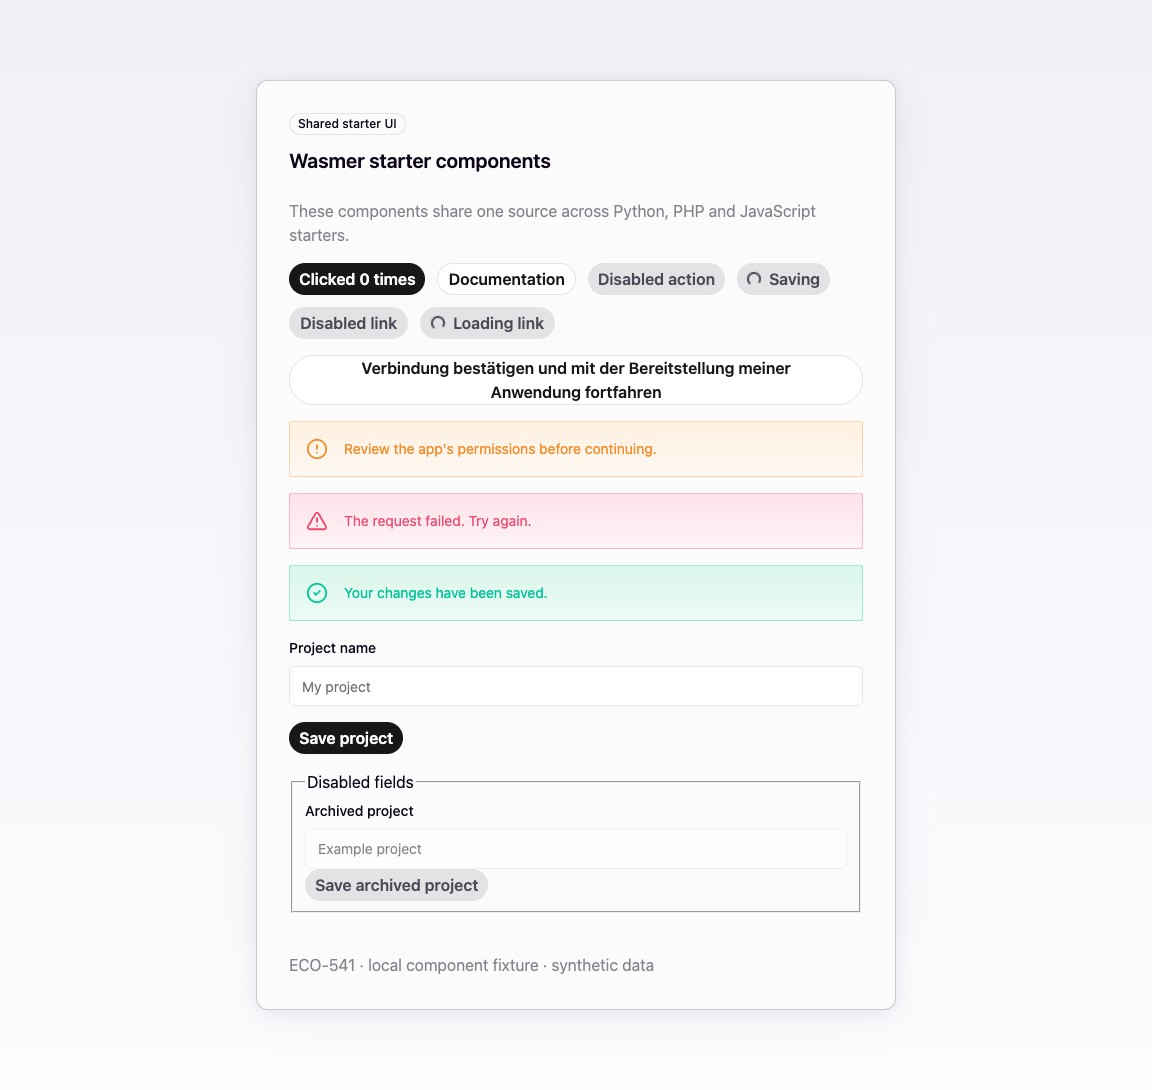 Shared starter UI
Wasmer starter components
These components share one source across Python, PHP and JavaScript
starters.
Clicked 0 times Documentation Disabled action Saving
Disabled link Loading link
Verbindung bestätigen und mit der Bereitstellung meiner
Anwendung fortfahren
Review the app's permissions before continuing.
The request failed. Try again.
Your changes have been saved.
Project name
My project
Save project
Disabled fields
Archived project
Example project
Save archived project
ECO-541 · local component fixture · synthetic data